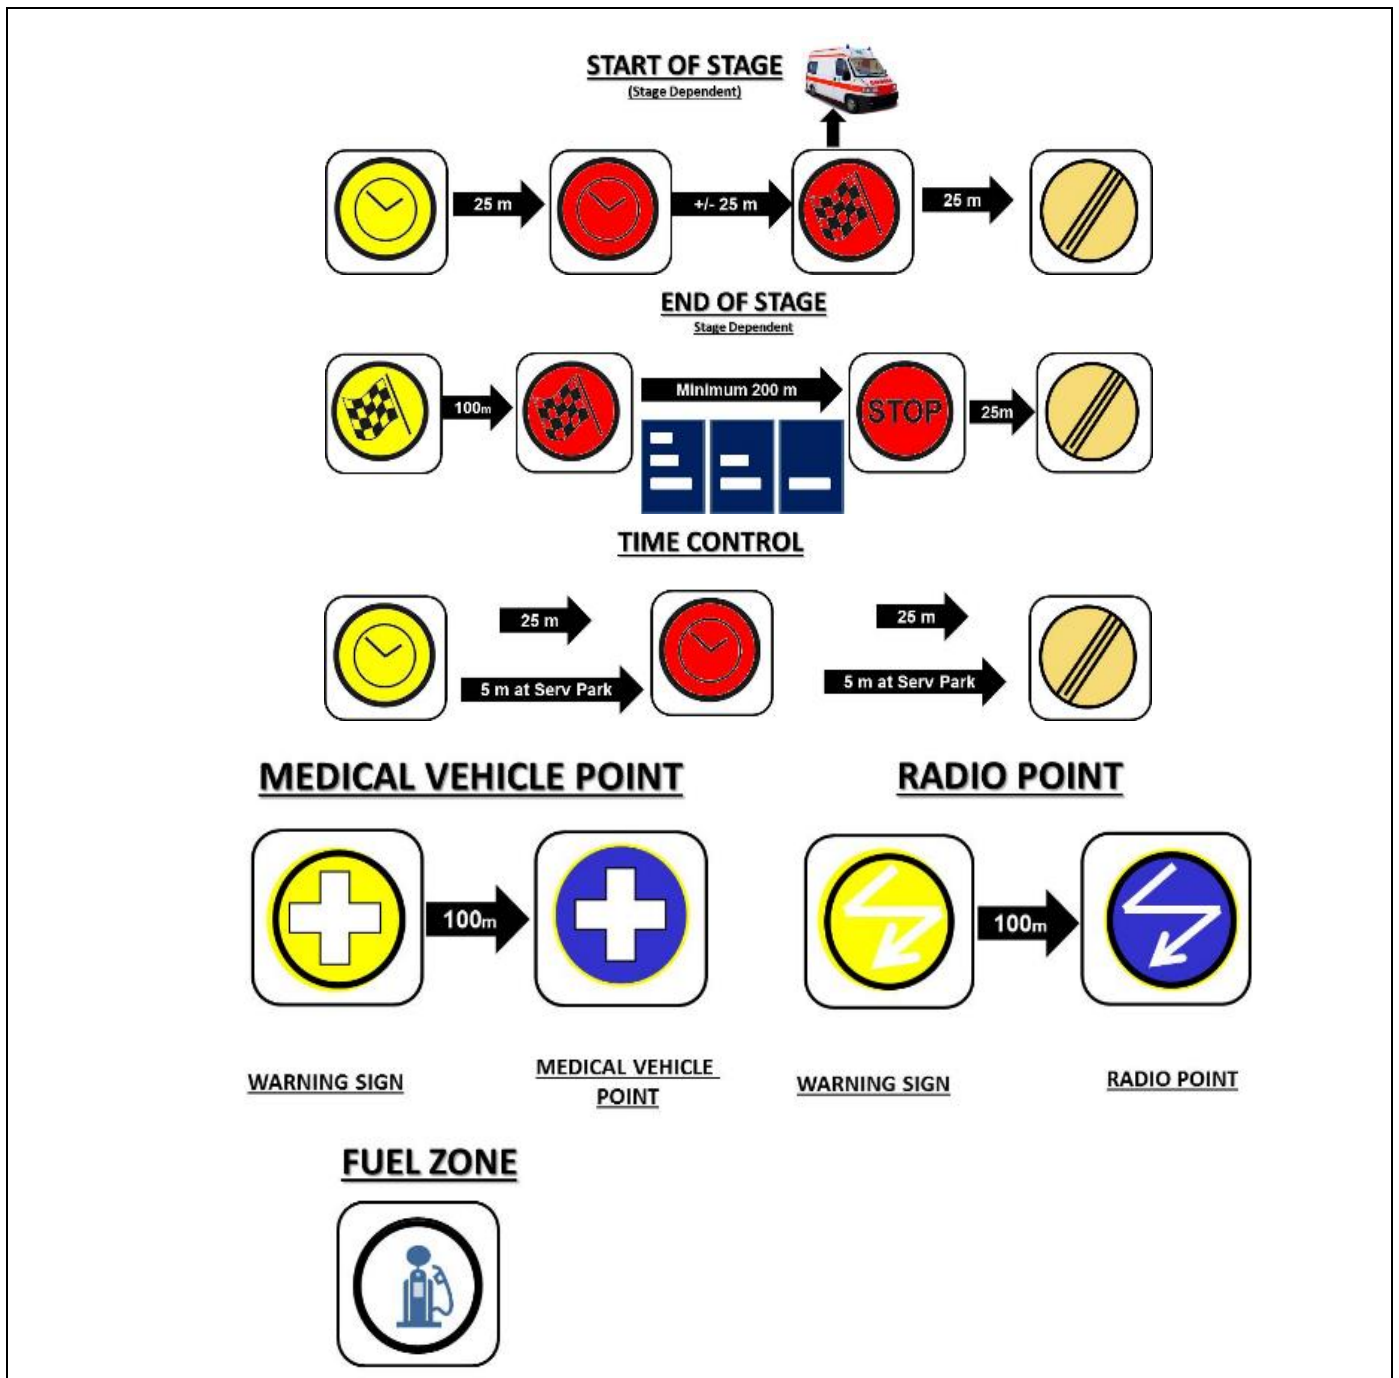 START OF STAGE
(Stage Dependent)
25 m
+/- 25 m
25 m
END OF STAGE
Stage Dependent
100m
Minimum 200 m
STOP
25m
TIME CONTROL
25 m
25 m
5 m at Serv Park
5 m at Serv Park
MEDICAL VEHICLE POINT
RADIO POINT
100m
100m
WARNING SIGN
MEDICAL VEHICLE
POINT
WARNING SIGN
RADIO POINT
FUEL ZONE